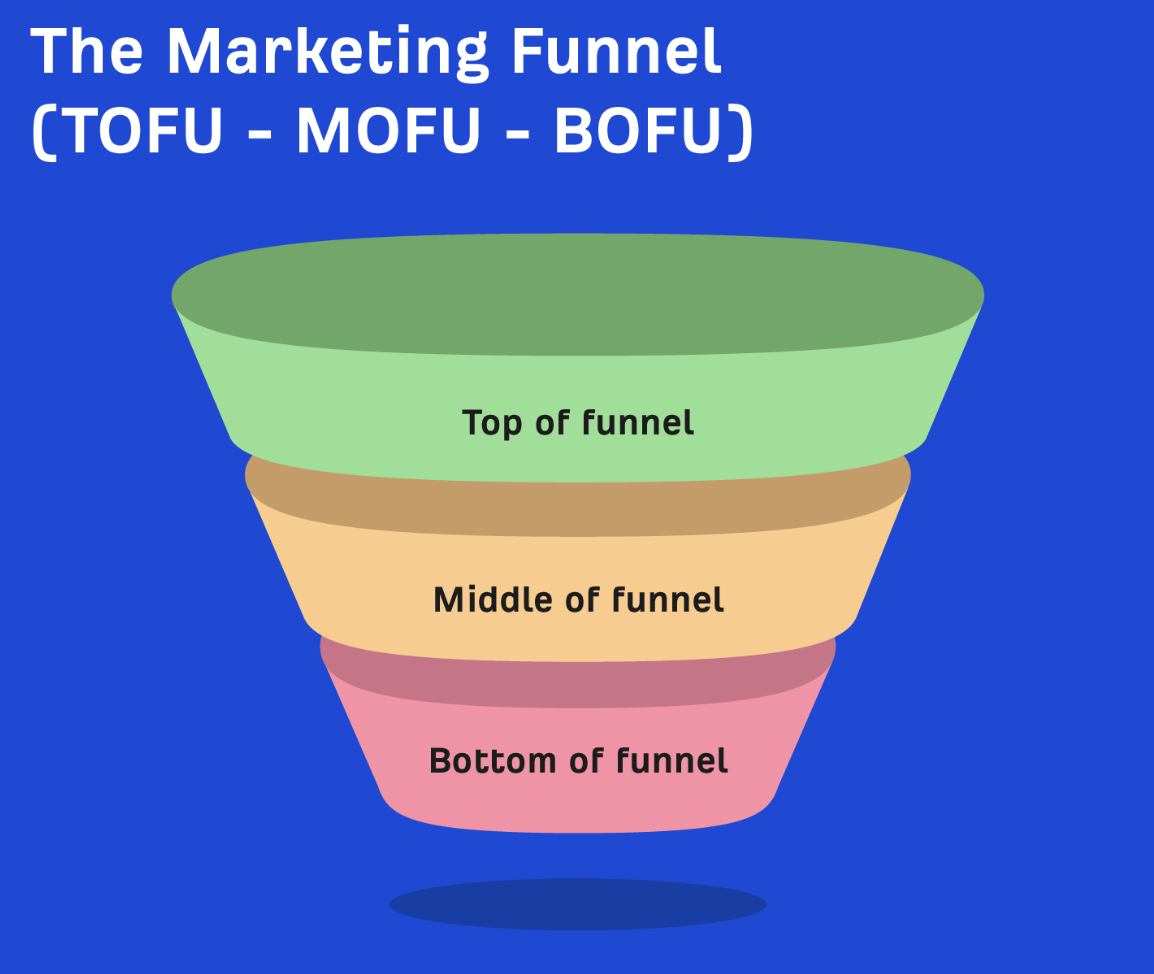 The Marketing Funnel
(TOFU - MOFU - BOFU)
Top of funnel
Middle of funnel
Bottom of funnel